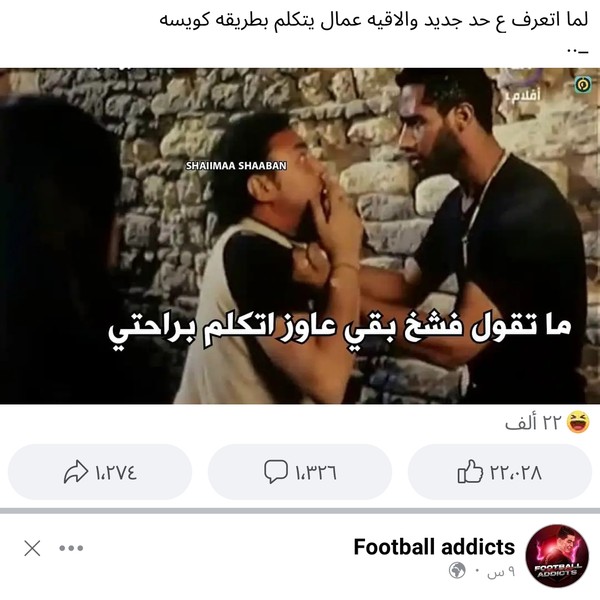 لما اتعرف ع حد جديد والاقيه عمال يتكلم بطريقه كويسه
_..
أفلام
SHAIIMAA SHAABAN
ما تقول فشخ بقي عاوز اتكلم براحتي
٢٢ ألف
٢٢،٠٢٨
١،٣٢٦
١،٢٧٤
Football addicts
٩ س ·
FOOTBALL
ADDICTS